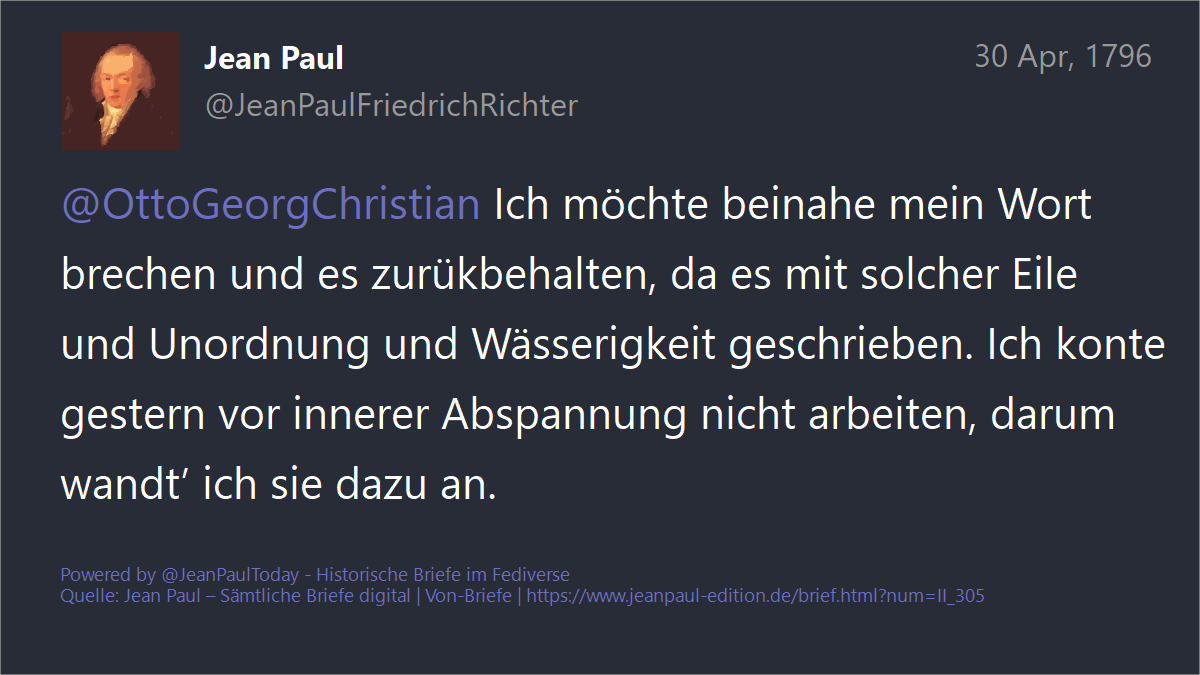 Jean Paul
30 Apr, 1796
@JeanPaulFriedrichRichter
@OttoGeorgChristian Ich möchte beinahe mein Wort
brechen und es zurükbehalten, da es mit solcher Eile
und Unordnung und Wässerigkeit geschrieben. Ich konte
gestern vor innerer Abspannung nicht arbeiten, darum
wandt’ ich sie dazu an.
Powered by @JeanPaulToday - Historische Briefe im Fediverse
Quelle: Jean Paul – Sämtliche Briefe digital | Von-Briefe | https://www.jeanpaul-edition.de/brief.html?num=II_305